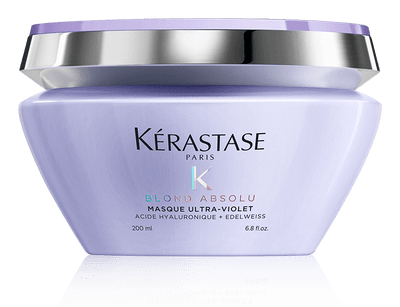 KÉRASTASE
PARIS
K
BLOND ABSOLU
MASQUE ULTRA-VIOLET
ACIDE HYALURONIQUE + EDELWEISS
200 ml 6.8 fl.oz.